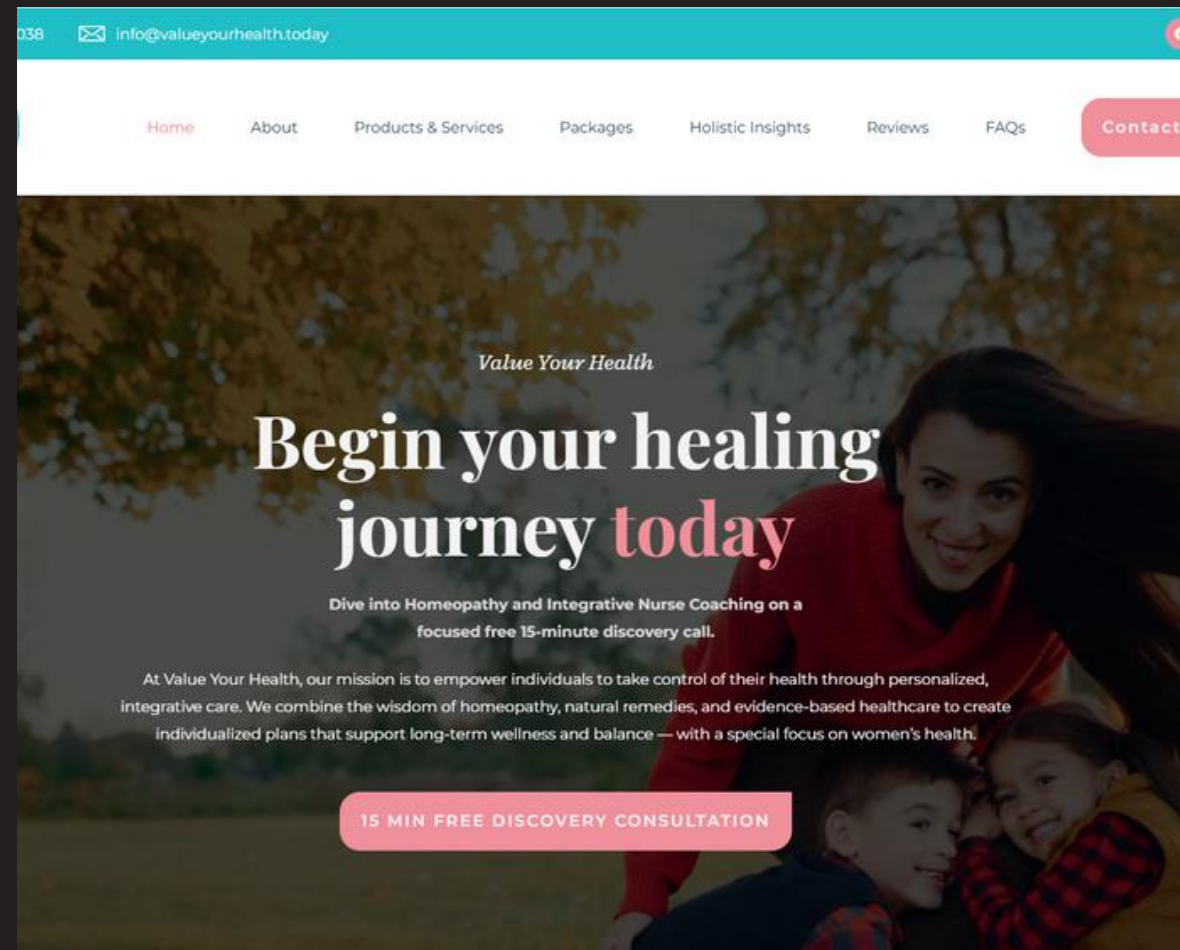 038
info@valueyourhealth.today
Home
About
Products & Services
Packages
Holistic Insights
Reviews
FAQs
Contact
Value Your Health
Begin your healing
journey today
Dive into Homeopathy and Integrative Nurse Coaching on a
focused free 15-minute discovery call.
At Value Your Health, our mission is to empower individuals to take control of their health through personalized,
integrative care. We combine the wisdom of homeopathy, natural remedies, and evidence-based healthcare to create
individualized plans that support long-term wellness and balance — with a special focus on women's health.
15 MIN FREE DISCOVERY CONSULTATION